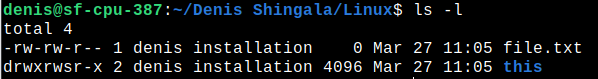 denis@sf-cpu-387:~/Denis Shingala/Linux$ ls -l
total 4
-rw-rw-r-- 1 denis installation    0 Mar 27 11:05 file.txt
drwxrwsr-x 2 denis installation 4096 Mar 27 11:05 this